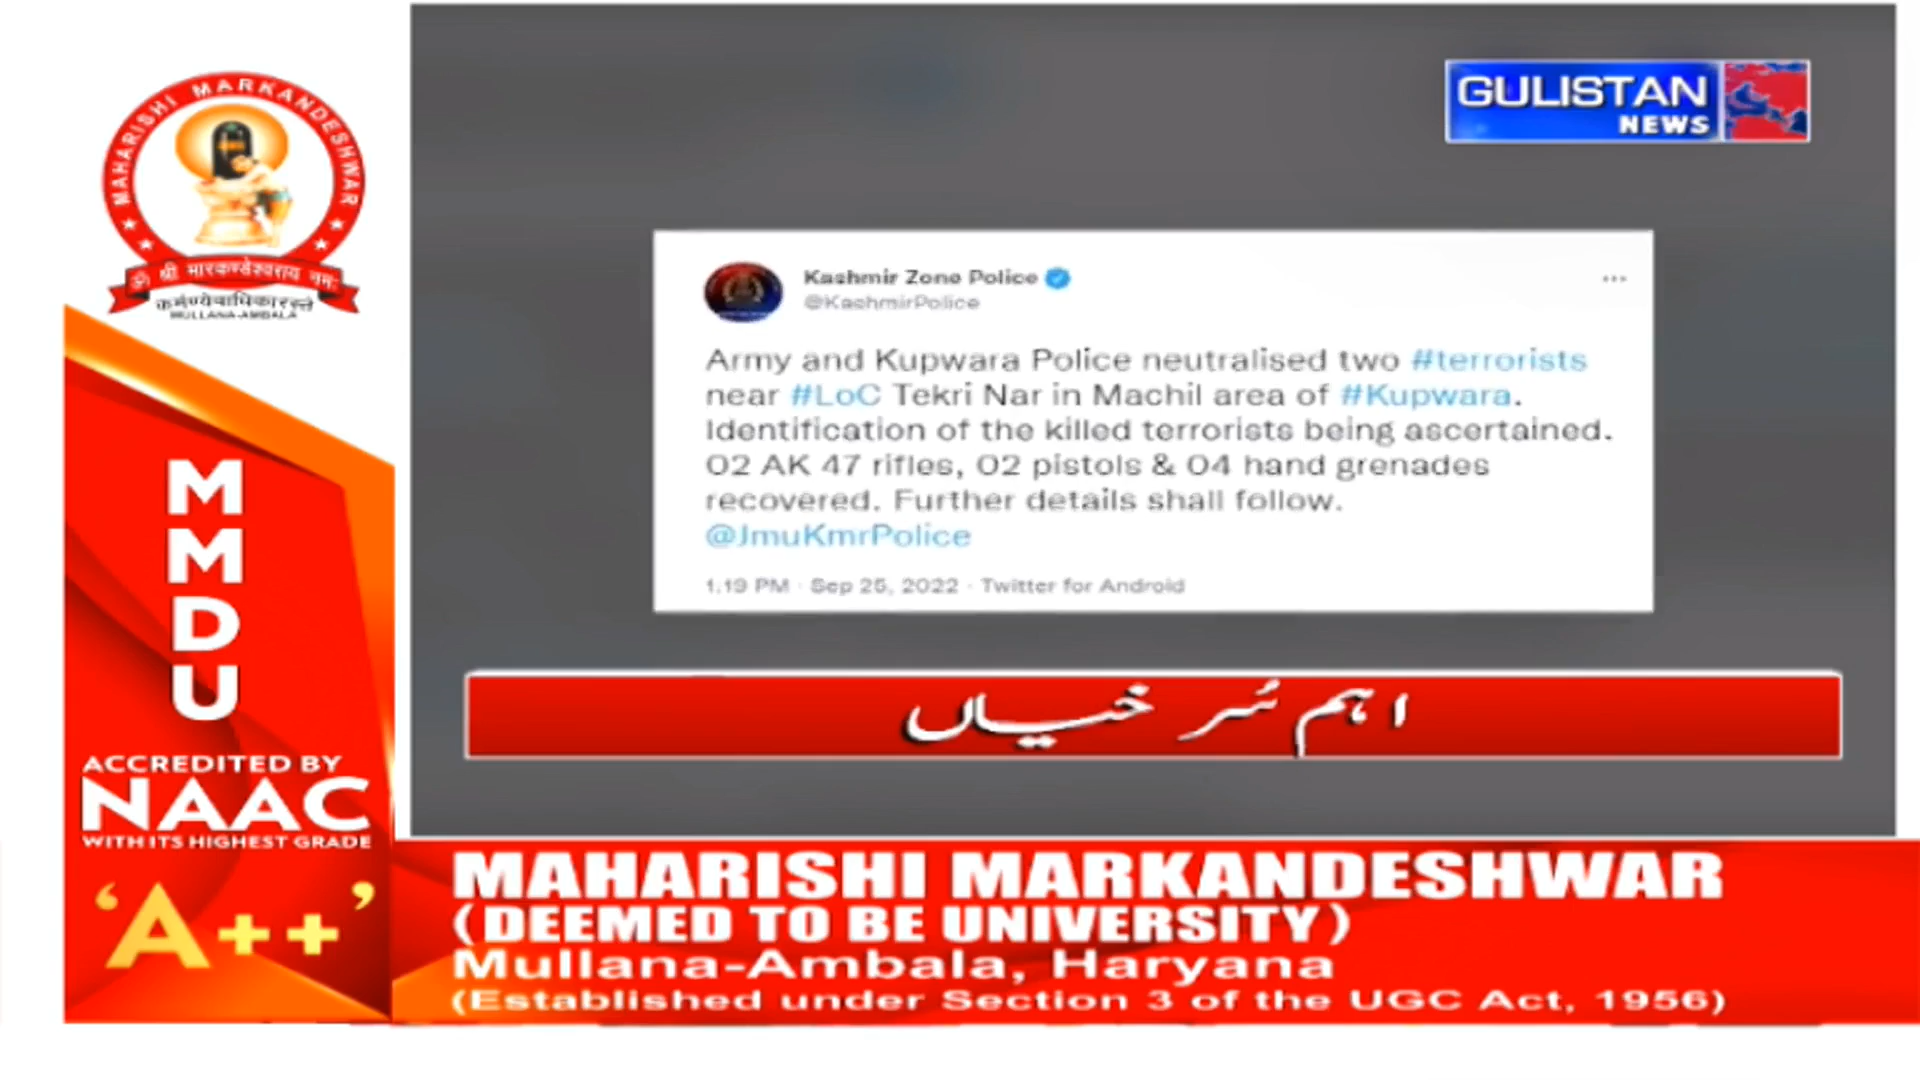 MAHARISHI MARKANDESHWAR
ॐ श्री मारकण्डेश्वराय नमः
कर्मण्येवाधिकारस्ते
MULLANA-AMBALA
M
M
D
U
ACCREDITED BY
NAAC
WITH ITS HIGHEST GRADE
‘A++’
GULISTAN
NEWS
Kashmir Zone Police
@KashmirPolice
Army and Kupwara Police neutralised two #terrorists
near #LoC Tekri Nar in Machil area of #Kupwara.
Identification of the killed terrorists being ascertained.
02 AK 47 rifles, 02 pistols & 04 hand grenades
recovered. Further details shall follow.
@JmuKmrPolice
1:19 PM · Sep 25, 2022 · Twitter for Android
اہم سُرخیاں
MAHARISHI MARKANDESHWAR
(DEEMED TO BE UNIVERSITY)
Mullana-Ambala, Haryana
(Established under Section 3 of the UGC Act, 1956)